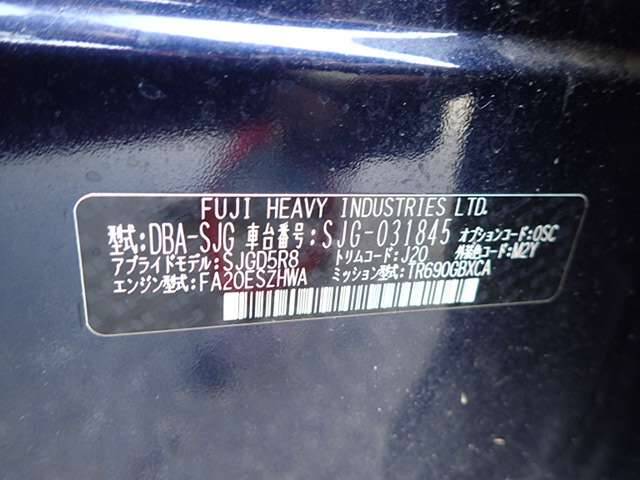 FUJI HEAVY INDUSTRIES LTD.
型式:DBA-SJG 車台番号:SJG-031845 オプションコード:OSC
アプライドモデル:SJGD5R8 トリムコード:J20 外装色コード:M2Y
エンジン型式:FA20ESZHWA ミッション型式:TR690GBXCA